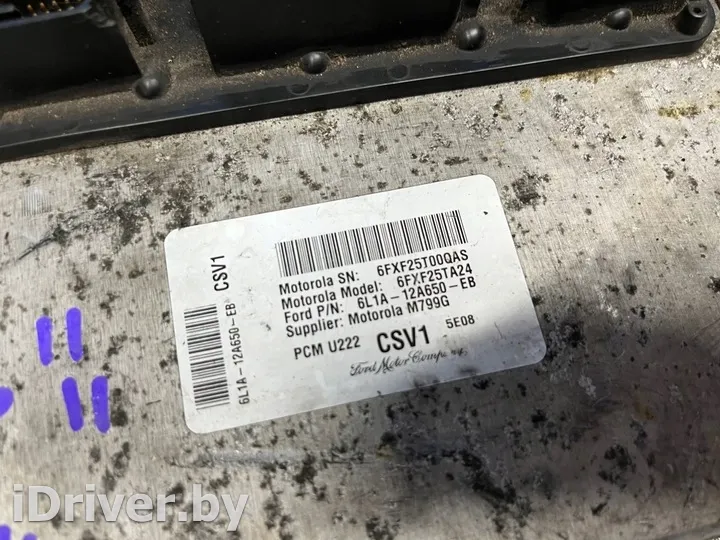 Motorola SN: 6FXF25T00QAS
Motorola Model: 6FXF25TA24
Ford P/N: 6L1A-12A650-EB
Supplier: Motorola M799G
PCM U222 CSV1 5E08
Ford Motor Company
6L1A-12A650-EB CSV1
iDriver.by